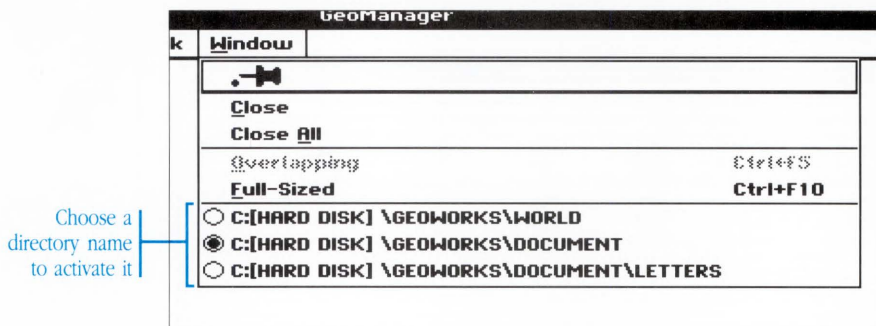 GeoManager
k Window
Close
Close All
Overlapping Ctrl+F5
Full-Sized Ctrl+F10
Choose a
directory name
to activate it
C:[HARD DISK] \GEOWORKS\WORLD
C:[HARD DISK] \GEOWORKS\DOCUMENT
C:[HARD DISK] \GEOWORKS\DOCUMENT\LETTERS